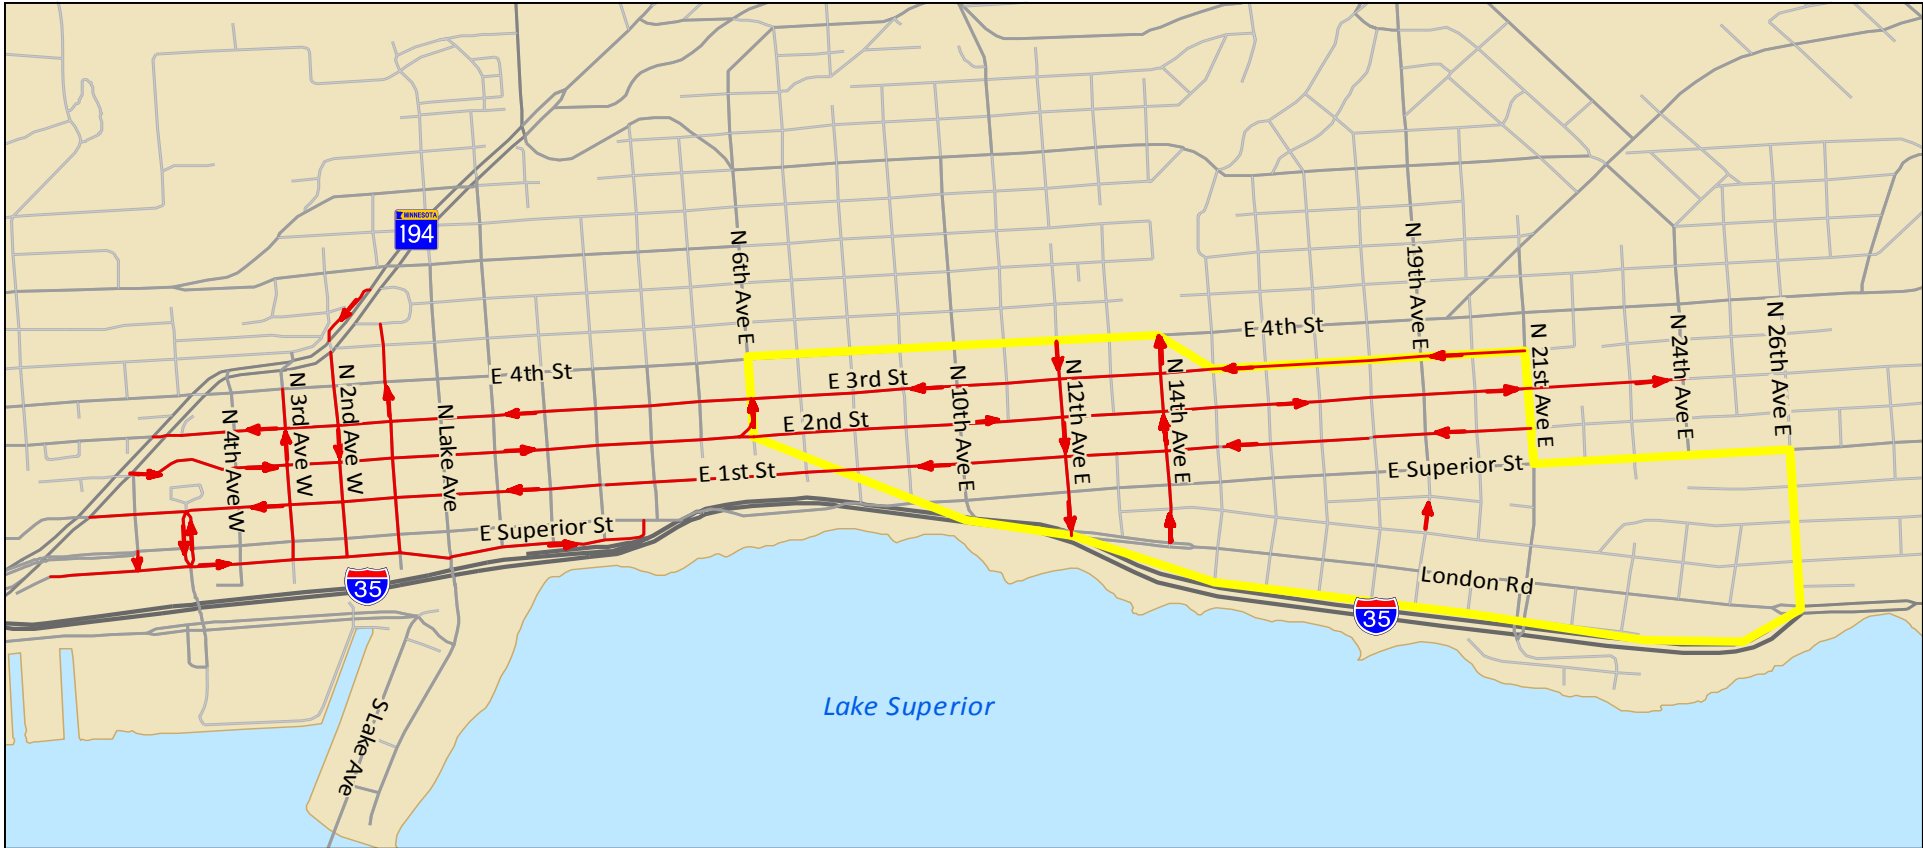 MINNESOTA
194
N 6th Ave E
N 19th Ave E
E 4th St
N 21st Ave E
N 24th Ave E
N 26th Ave E
E 4th St
E 3rd St
N 10th Ave E
N 12th Ave E
N 14th Ave E
N 3rd Ave W
N 2nd Ave W
N 4th Ave W
N Lake Ave
E 2nd St
E 1st St
E Superior St
E Superior St
35
London Rd
35
Lake Superior
S Lake Ave